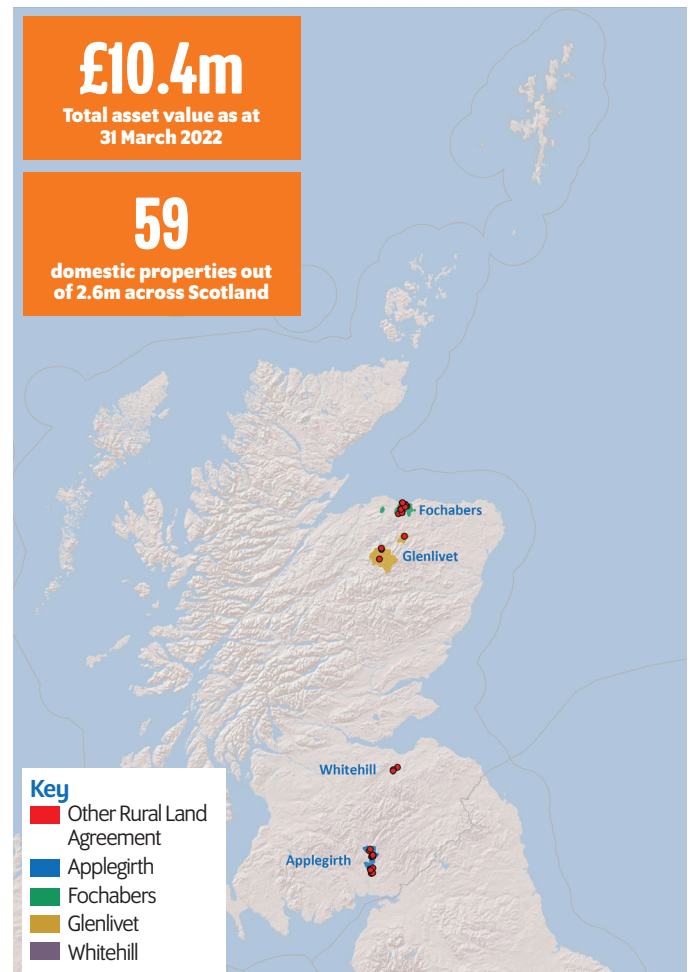 £10.4m
Total asset value as at
31 March 2022
59
domestic properties out
of 2.6m across Scotland
Fochabers
Glenlivet
Whitehill
Applegirth
Key
Other Rural Land
Agreement
Applegirth
Fochabers
Glenlivet
Whitehill